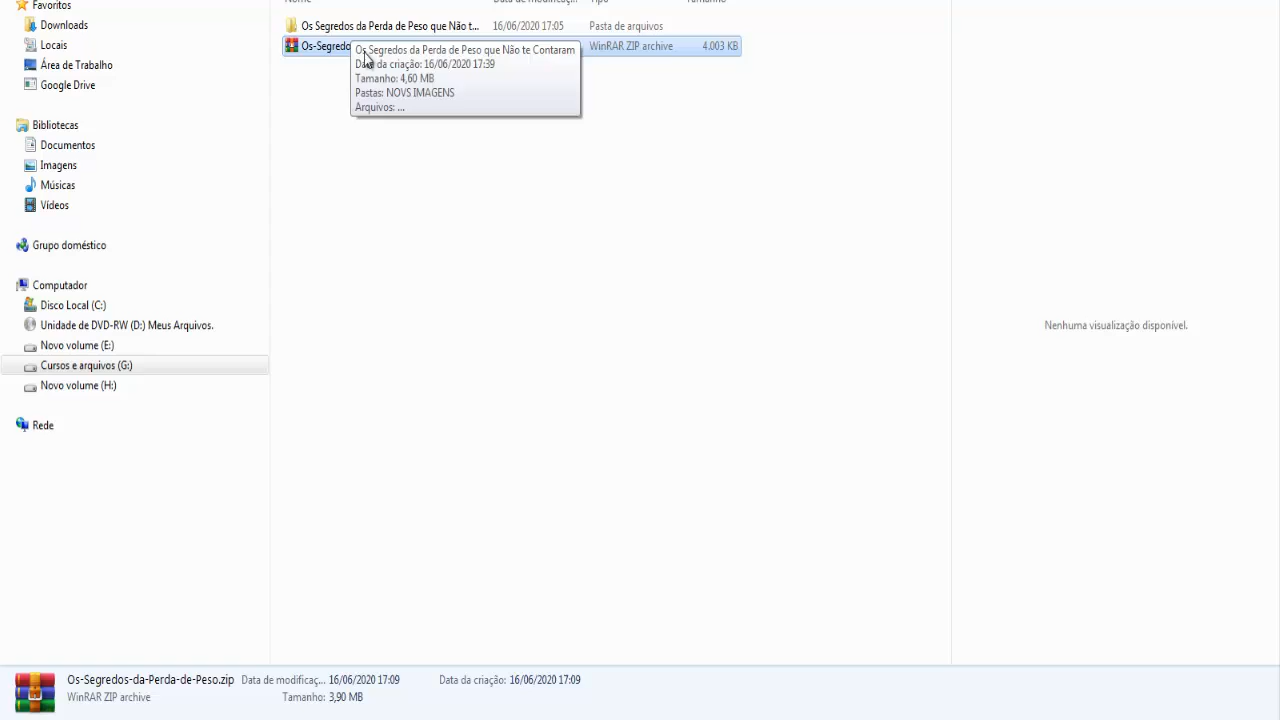 Favoritos
Downloads
Locais
Área de Trabalho
Google Drive
Bibliotecas
Documentos
Imagens
Músicas
Vídeos
Grupo doméstico
Computador
Disco Local (C:)
Unidade de DVD-RW (D:) Meus Arquivos.
Novo volume (E:)
Cursos e arquivos (G:)
Novo volume (H:)
Rede
Nome Data de modificaç... Tipo Tamanho
Os Segredos da Perda de Peso que Não t... 16/06/2020 17:05 Pasta de arquivos
Os-Segredo WinRAR ZIP archive 4.003 KB
Os Segredos da Perda de Peso que Não te Contaram
Data da criação: 16/06/2020 17:39
Tamanho: 4,60 MB
Pastas: NOVS IMAGENS
Arquivos: ...
Nenhuma visualização disponível.
Os-Segredos-da-Perda-de-Peso.zip Data de modificaç... 16/06/2020 17:09 Data da criação: 16/06/2020 17:09
WinRAR ZIP archive Tamanho: 3,90 MB